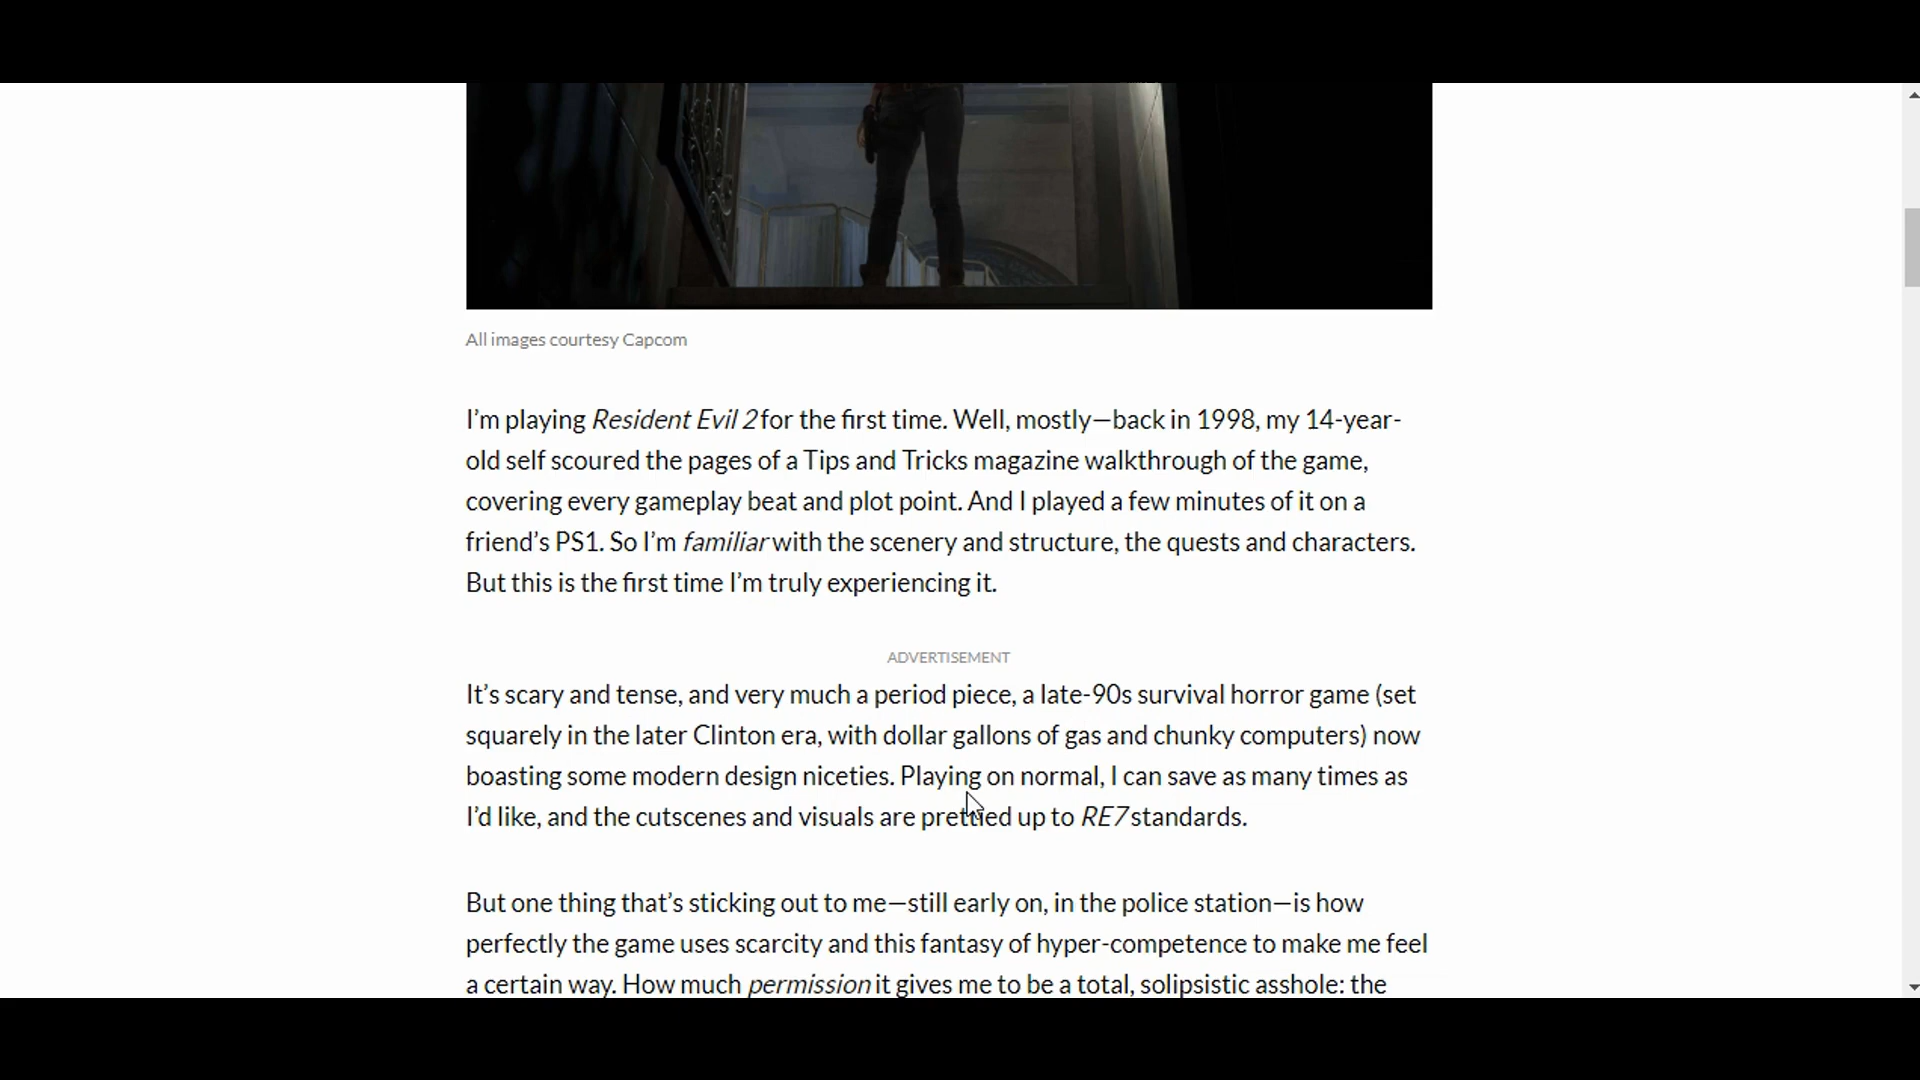 All images courtesy Capcom
I'm playing Resident Evil 2 for the first time. Well, mostly—back in 1998, my 14-year-
old self scoured the pages of a Tips and Tricks magazine walkthrough of the game,
covering every gameplay beat and plot point. And I played a few minutes of it on a
friend's PS1. So I'm familiar with the scenery and structure, the quests and characters.
But this is the first time I'm truly experiencing it.
ADVERTISEMENT
It's scary and tense, and very much a period piece, a late-90s survival horror game (set
squarely in the later Clinton era, with dollar gallons of gas and chunky computers) now
boasting some modern design niceties. Playing on normal, I can save as many times as
I'd like, and the cutscenes and visuals are prettied up to RE7 standards.
But one thing that's sticking out to me—still early on, in the police station—is how
perfectly the game uses scarcity and this fantasy of hyper-competence to make me feel
a certain way. How much permission it gives me to be a total, solipsistic asshole: the